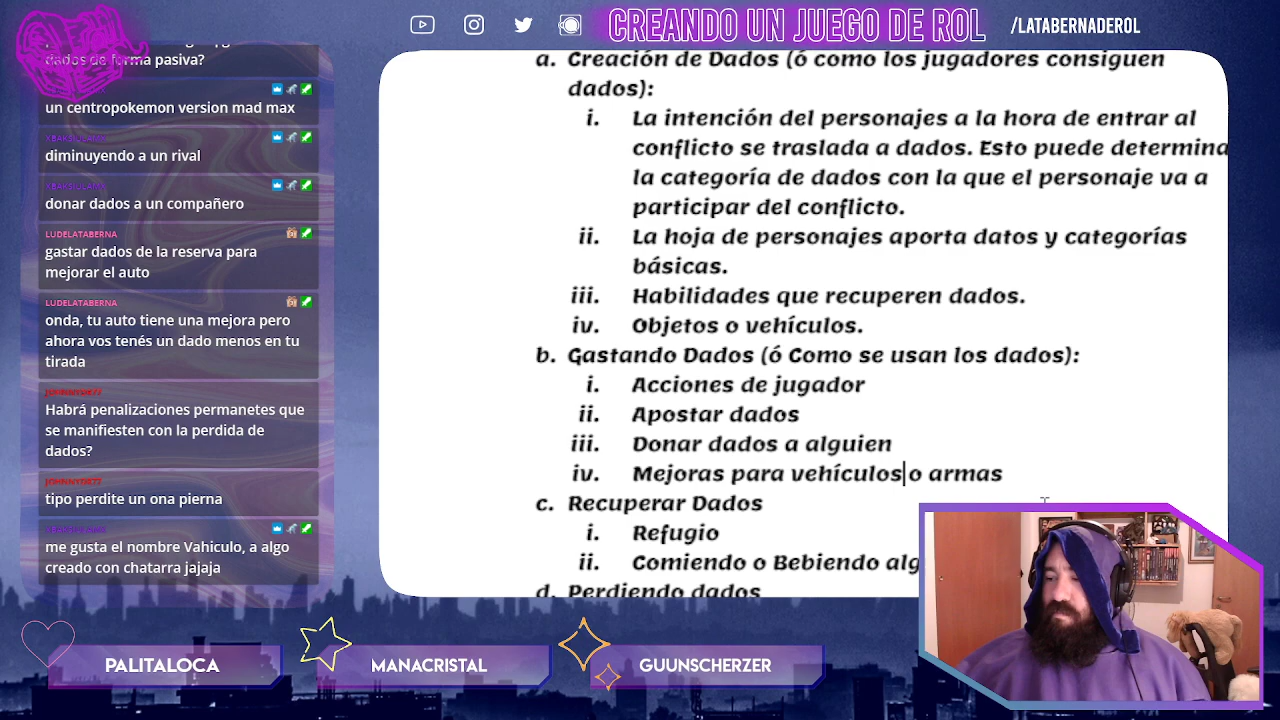 CREANDO UN JUEGO DE ROL
/LATABERNADEROL
dados de forma pasiva?
un centropokemon version mad max
diminuyendo a un rival
donar dados a un compañero
LUDELATABERNA
gastar dados de la reserva para
mejorar el auto
LUDELATABERNA
onda, tu auto tiene una mejora pero
ahora vos tenés un dado menos en tu
tirada
Habrá penalizaciones permanetes que
se manifiesten con la perdida de
dados?
tipo perdite un ona pierna
me gusta el nombre Vahiculo, a algo
creado con chatarra jajaja
a. Creación de Dados (ó como los jugadores consiguen
dados):
i. La intención del personajes a la hora de entrar al
conflicto se traslada a dados. Esto puede determina
la categoría de dados con la que el personaje va a
participar del conflicto.
ii. La hoja de personajes aporta datos y categorías
básicas.
iii. Habilidades que recuperen dados.
iv. Objetos o vehículos.
b. Gastando Dados (ó Como se usan los dados):
i. Acciones de jugador
ii. Apostar dados
iii. Donar dados a alguien
iv. Mejoras para vehículos o armas
c. Recuperar Dados
i. Refugio
ii. Comiendo o Bebiendo alg
d. Perdiendo dados
PALITALOCA
MANACRISTAL
GUUNSCHERZER